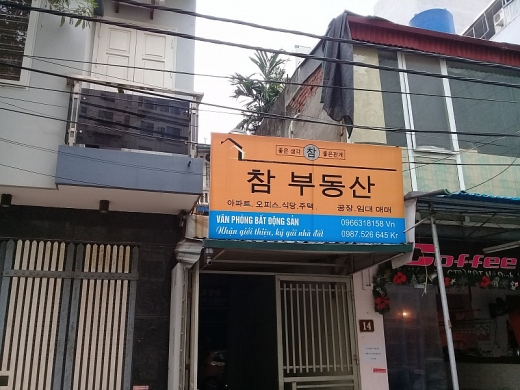 좋은 생각 참 좋은관계
참 부동산
아파트, 오피스,식당,주택, 공장,임대 매매
VĂN PHÒNG BẤT ĐỘNG SẢN 0966318158 Vn
Nhận giới thiệu, ký gửi nhà đất 0987.526 645 Kr
Coffee
14